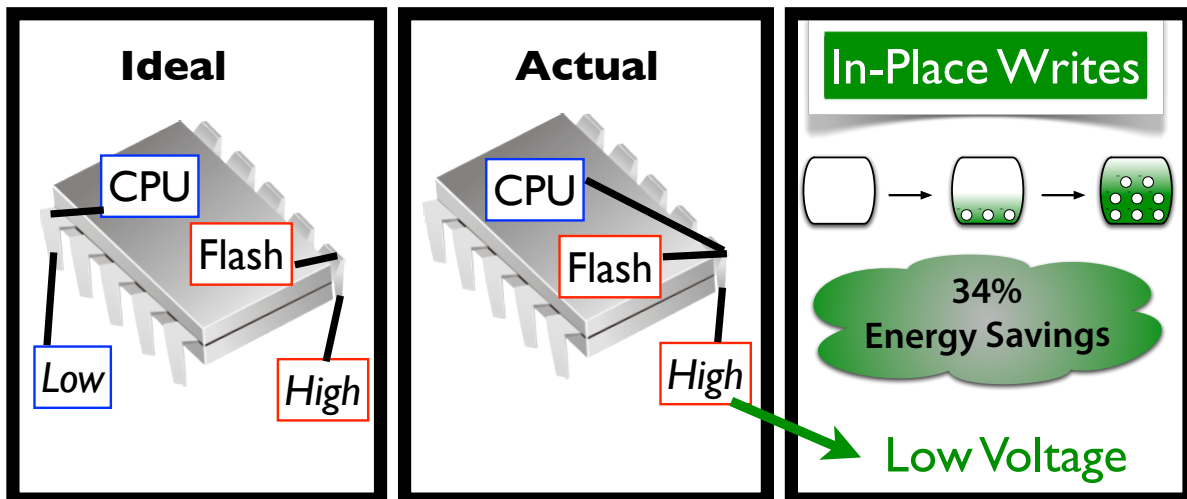 Ideal
CPU
Flash
Low
High
Actual
CPU
Flash
High
In-Place Writes
34%
Energy Savings
Low Voltage